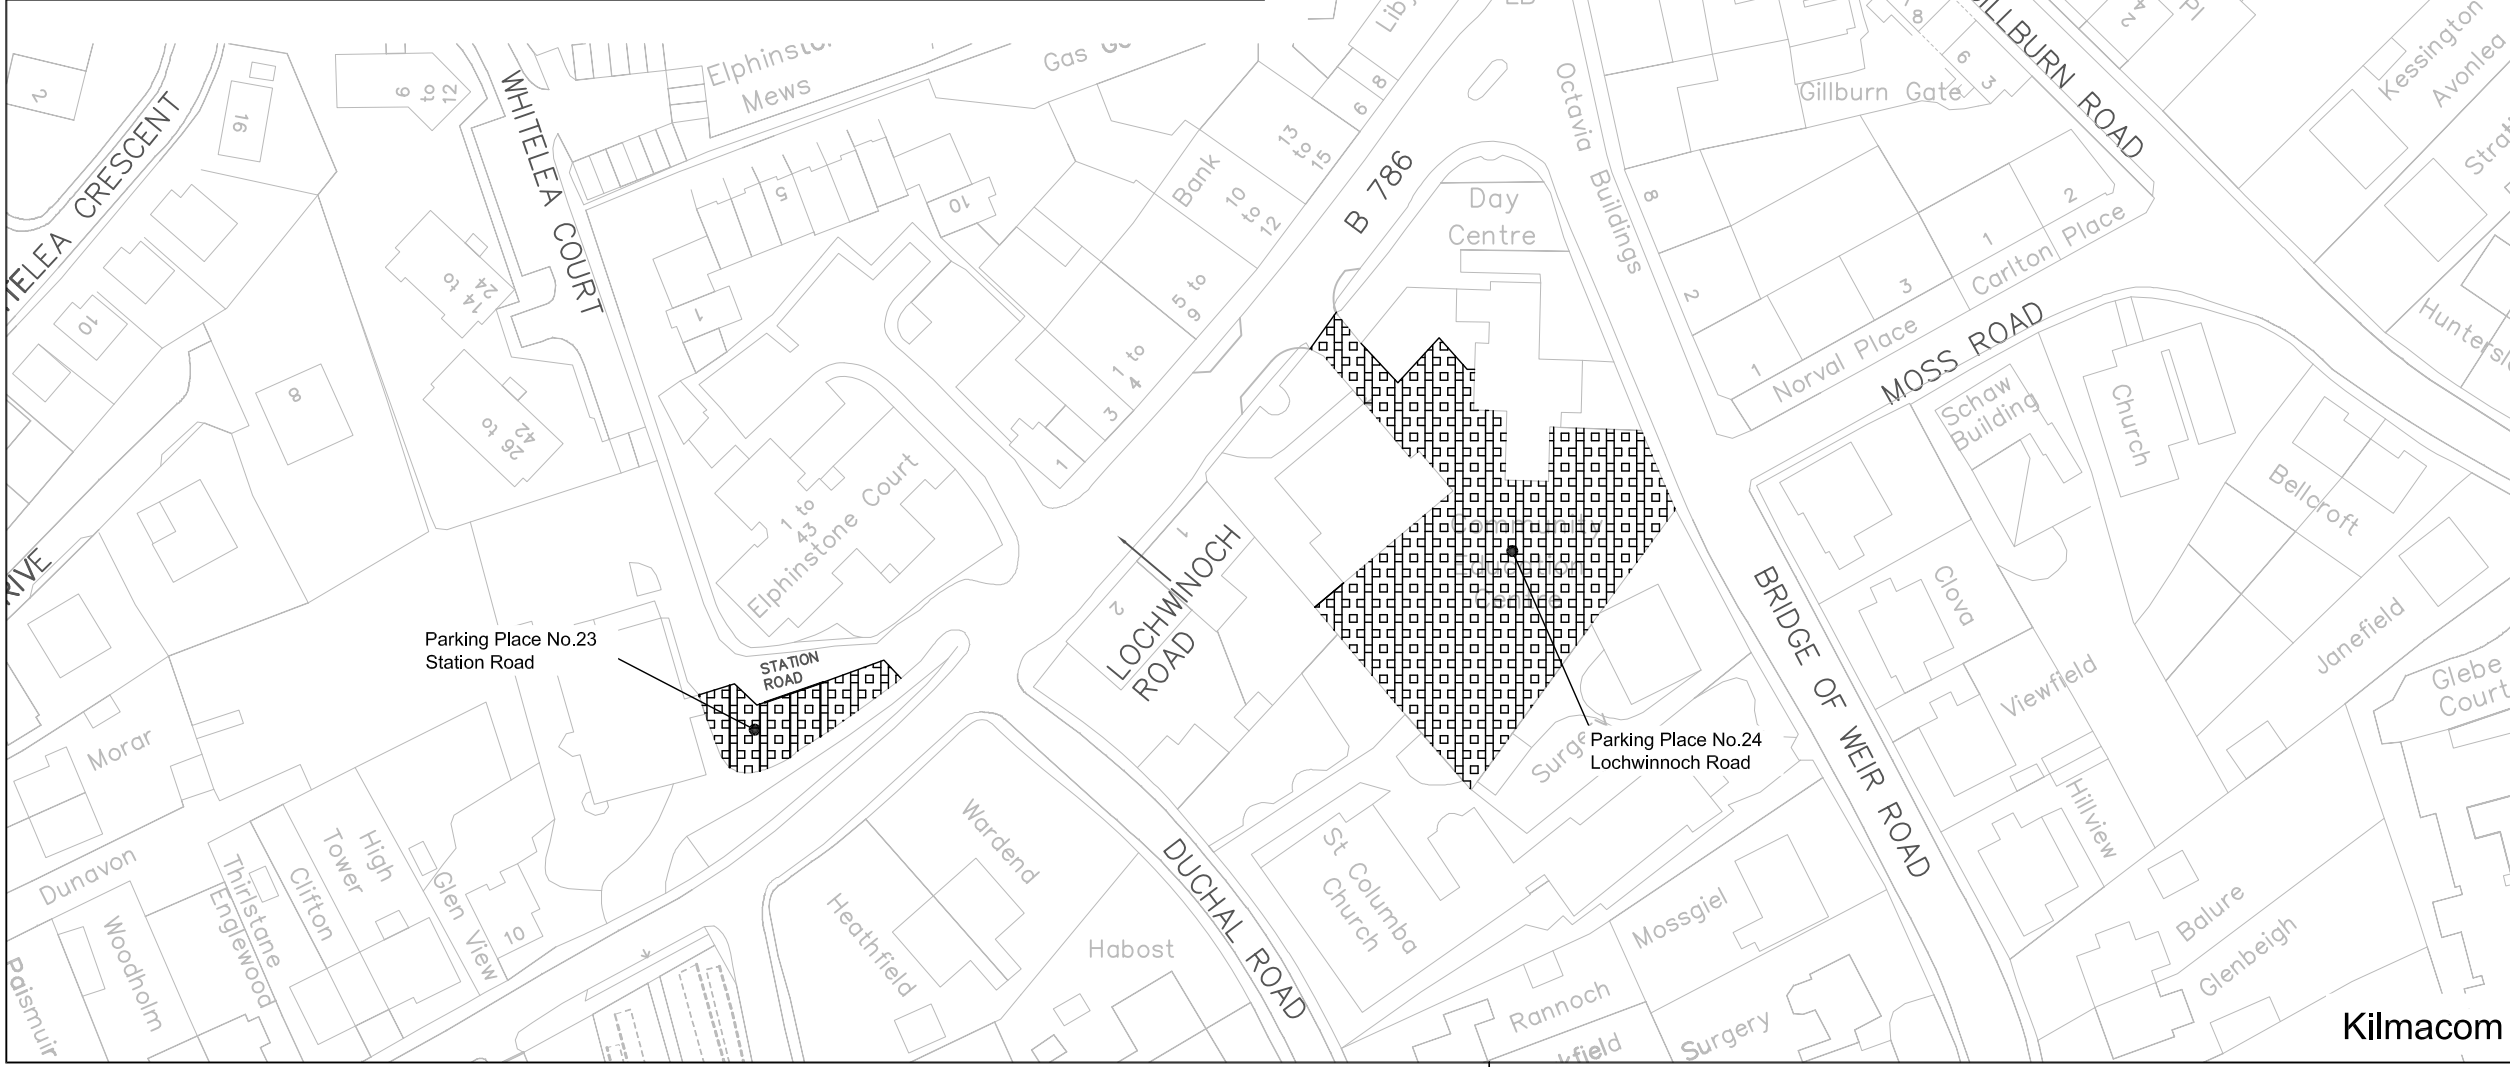 Elphinsto
Mews
Gas Go
Gillburn Gate
GILLBURN ROAD
Kessington
Avonlea
2
WHITELEA CRESCENT
16
6
to
12
WHITELEA COURT
5
10
Bank
13
to
15
6
8
10
to
12
B 786
Octavia Buildings
Day
Centre
8
6
3
8
2
1
3
1
2
Norval Place
Carlton Place
MOSS ROAD
10
14 to
24
8
26 to
42
1
5 to
9
1 to
4
3
1
1 to
43
Elphinstone Court
Schaw
Building
Church
Bellcroft
DRIVE
1
2
LOCHWINNOCH
ROAD
Community
Education
Centre
BRIDGE OF WEIR ROAD
Clova
Viewfield
Janefield
Glebe
Court
Parking Place No.23
Station Road
STATION
ROAD
Parking Place No.24
Lochwinnoch Road
Surgery
Morar
Dunavon
Woodholm
Thirlstane
Englewood
Clifton
High
Tower
Glen
View
10
Wardend
Heathfield
Habost
DUCHAL ROAD
St Columba
Church
Mossgiel
Rannoch
Surgery
Hillview
Balure
Glenbeigh
kfield
Kilmacom